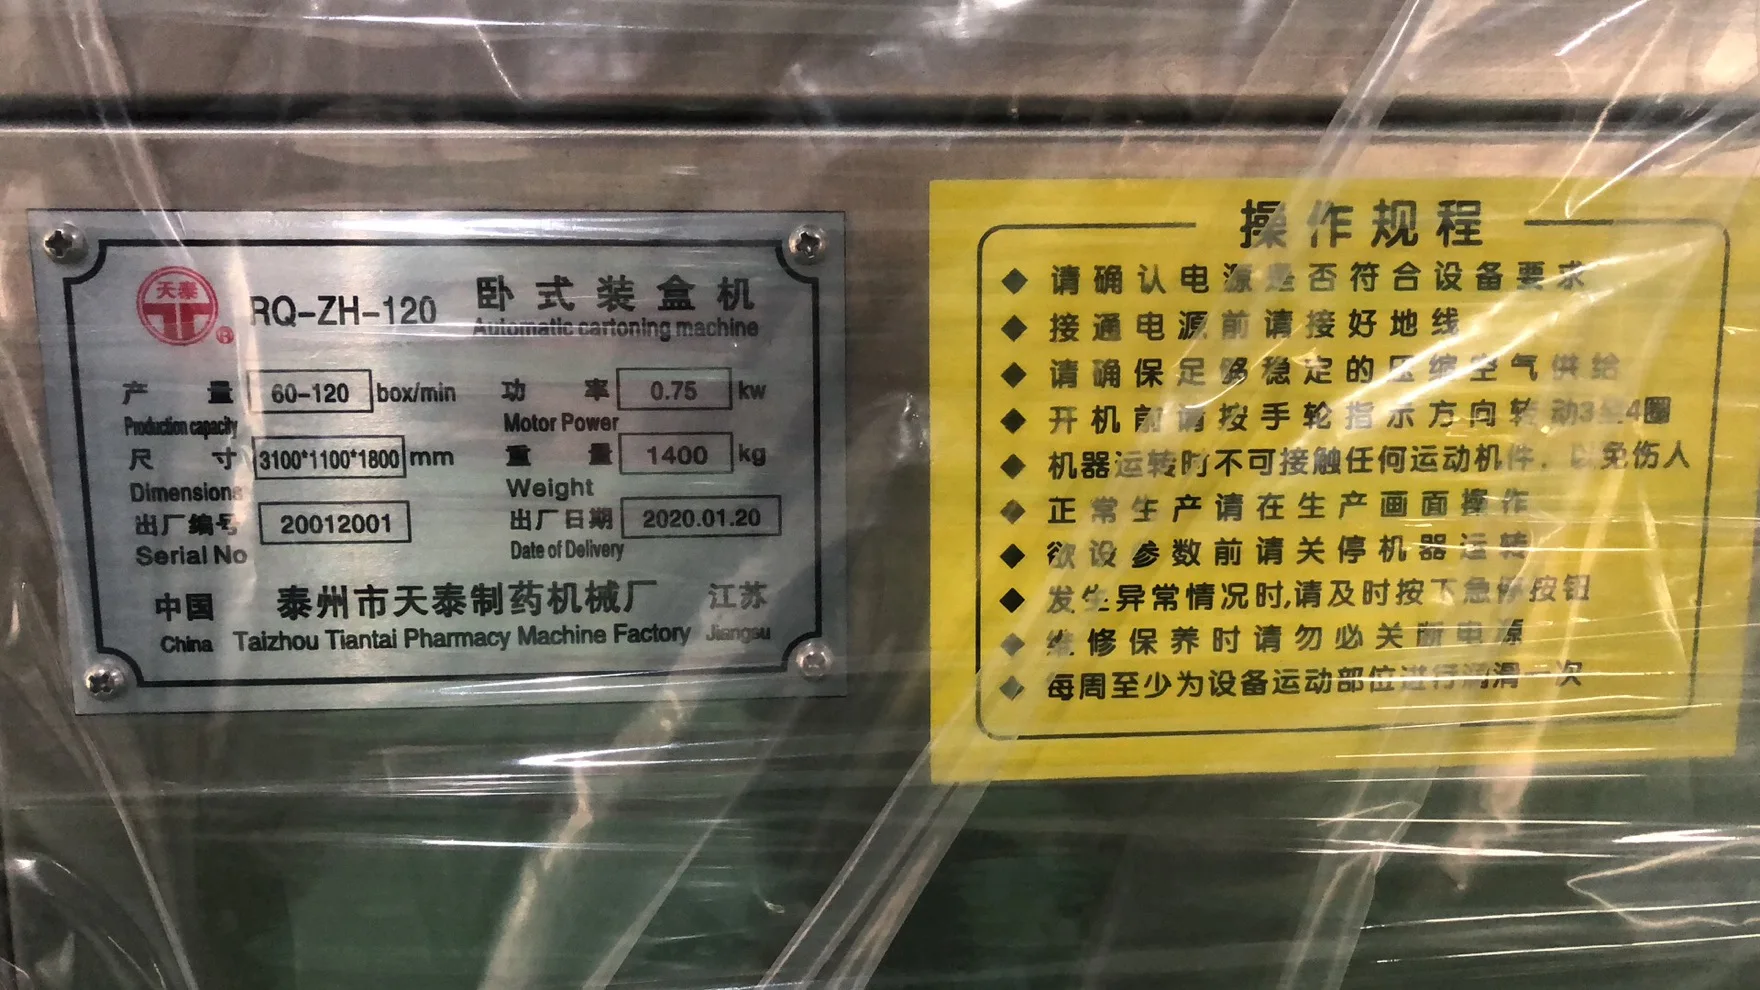 天泰
®
RQ-ZH-120
卧式装盒机
Automatic cartoning machine
产量 60-120 box/min 功率 0.75 kw
Production capacity Motor Power
尺寸 3100*1100*1800 mm 重量 1400 kg
Dimensions Weight
出厂编号 20012001 出厂日期 2020.01.20
Serial No Date of Delivery
中国 泰州市天泰制药机械厂 江苏
China Taizhou Tiantai Pharmacy Machine Factory Jiangsu
操作规程
◆ 请确认电源是否符合设备要求
◆ 接通电源前请接好地线
◆ 请确保足够稳定的压缩空气供给
◆ 开机前请按手轮指示方向转动3至4圈
◆ 机器运转时不可接触任何运动机件，以免伤人
◆ 正常生产请在生产画面操作
◆ 欲设参数前请关停机器运转
◆ 发生异常情况时,请及时按下急停按钮
◆ 维修保养时请勿必关断电源
◆ 每周至少为设备运动部位进行润滑一次